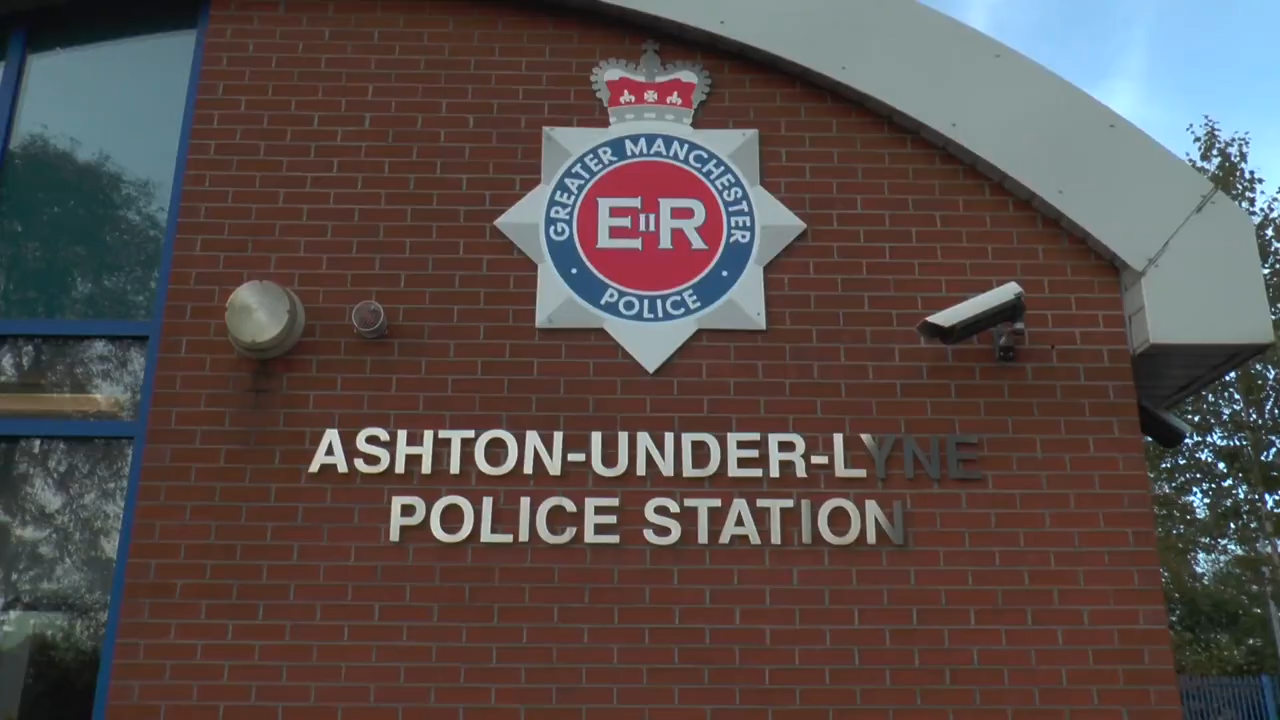 GREATER MANCHESTER
EIIR
POLICE
ASHTON-UNDER-LYNE
POLICE STATION